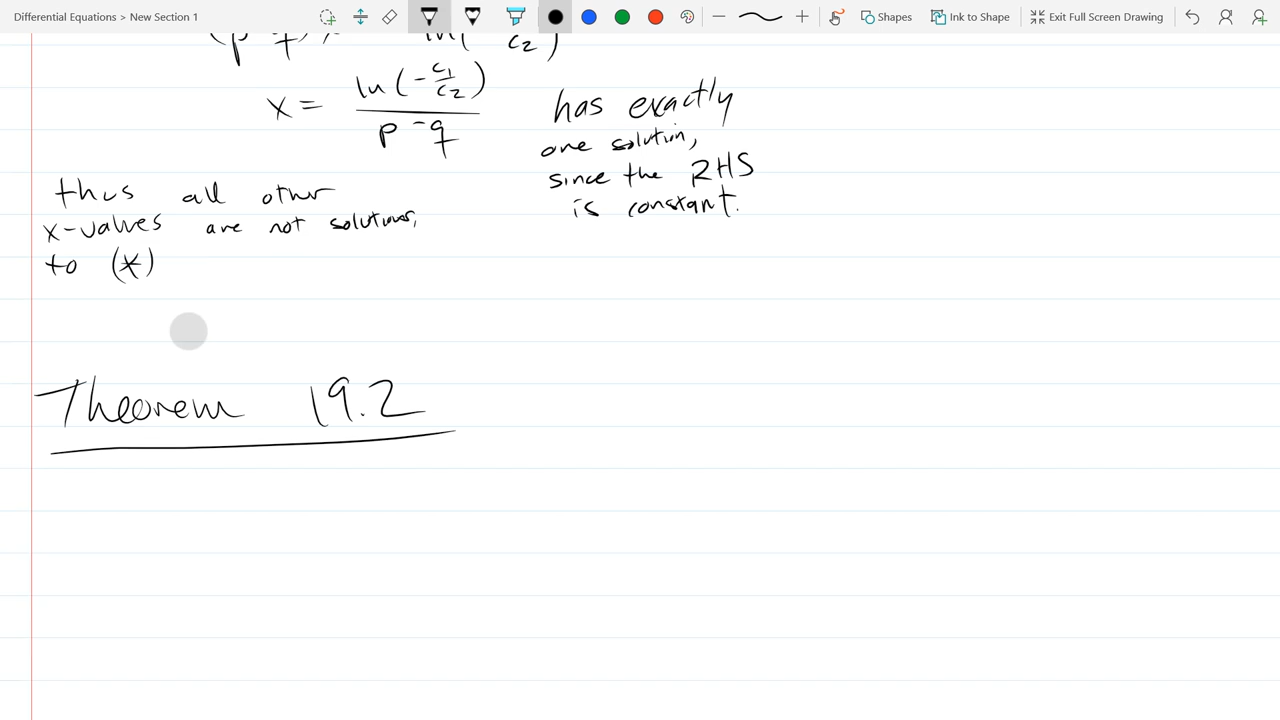 Differential Equations > New Section 1
Shapes
Ink to Shape
Exit Full Screen Drawing
x = ln(-c1/c2) / p-q
has exactly
one solution,
since the RHS
is constant.
thus all other
x-values are not solutions,
to (*)
Theorem 19.2